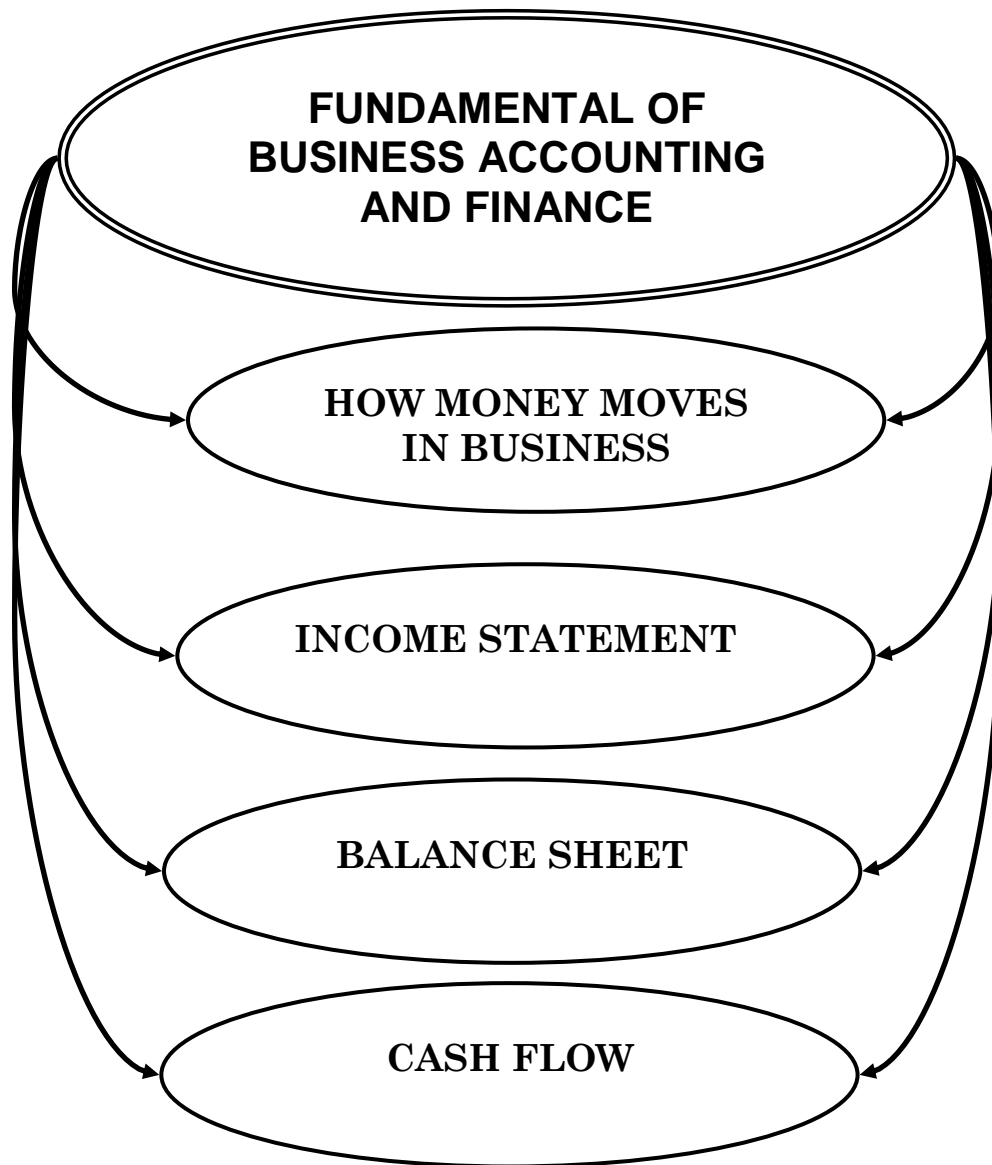 FUNDAMENTAL OF
BUSINESS ACCOUNTING
AND FINANCE
HOW MONEY MOVES
IN BUSINESS
INCOME STATEMENT
BALANCE SHEET
CASH FLOW